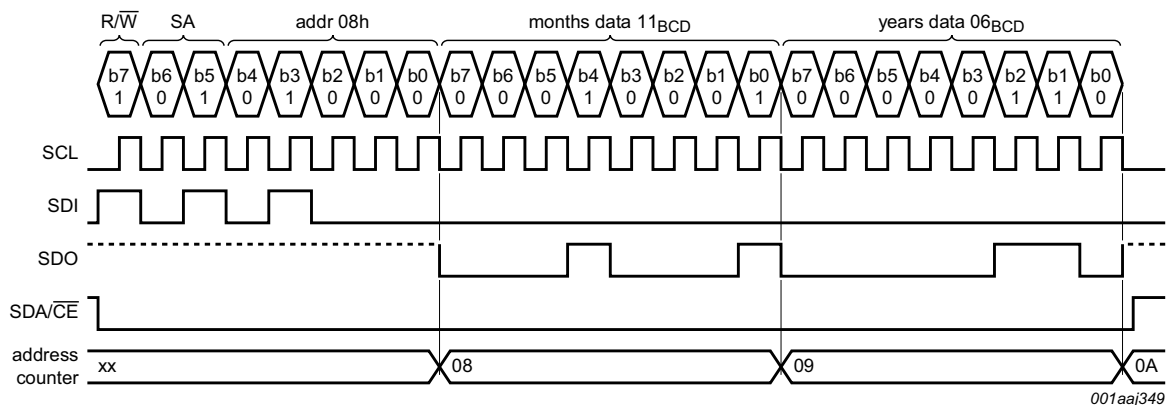 R/W SA addr 08h months data 11BCD years data 06BCD
b7 b6 b5 b4 b3 b2 b1 b0 b7 b6 b5 b4 b3 b2 b1 b0 b7 b6 b5 b4 b3 b2 b1 b0
1 0 1 0 1 0 0 0 0 0 0 1 0 0 0 1 0 0 0 0 0 1 1 0
SCL
SDI
SDO
SDA/CE
address
counter
xx 08 09 0A
001aaj349